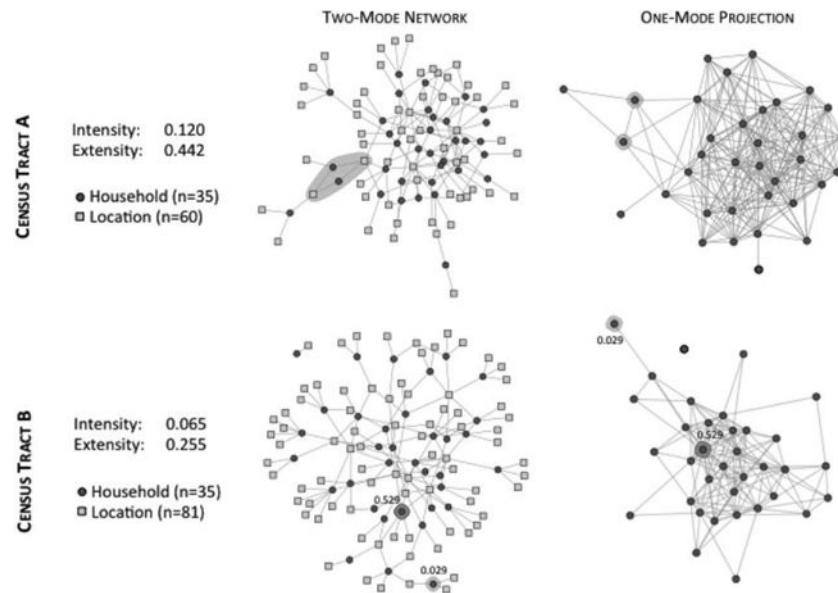 TWO-MODE NETWORK
ONE-MODE PROJECTION
CENSUS TRACT A
Intensity: 0.120
Extensity: 0.442
Household (n=35)
Location (n=60)
CENSUS TRACT B
Intensity: 0.065
Extensity: 0.255
Household (n=35)
Location (n=81)
0.529
0.029
0.029
0.529